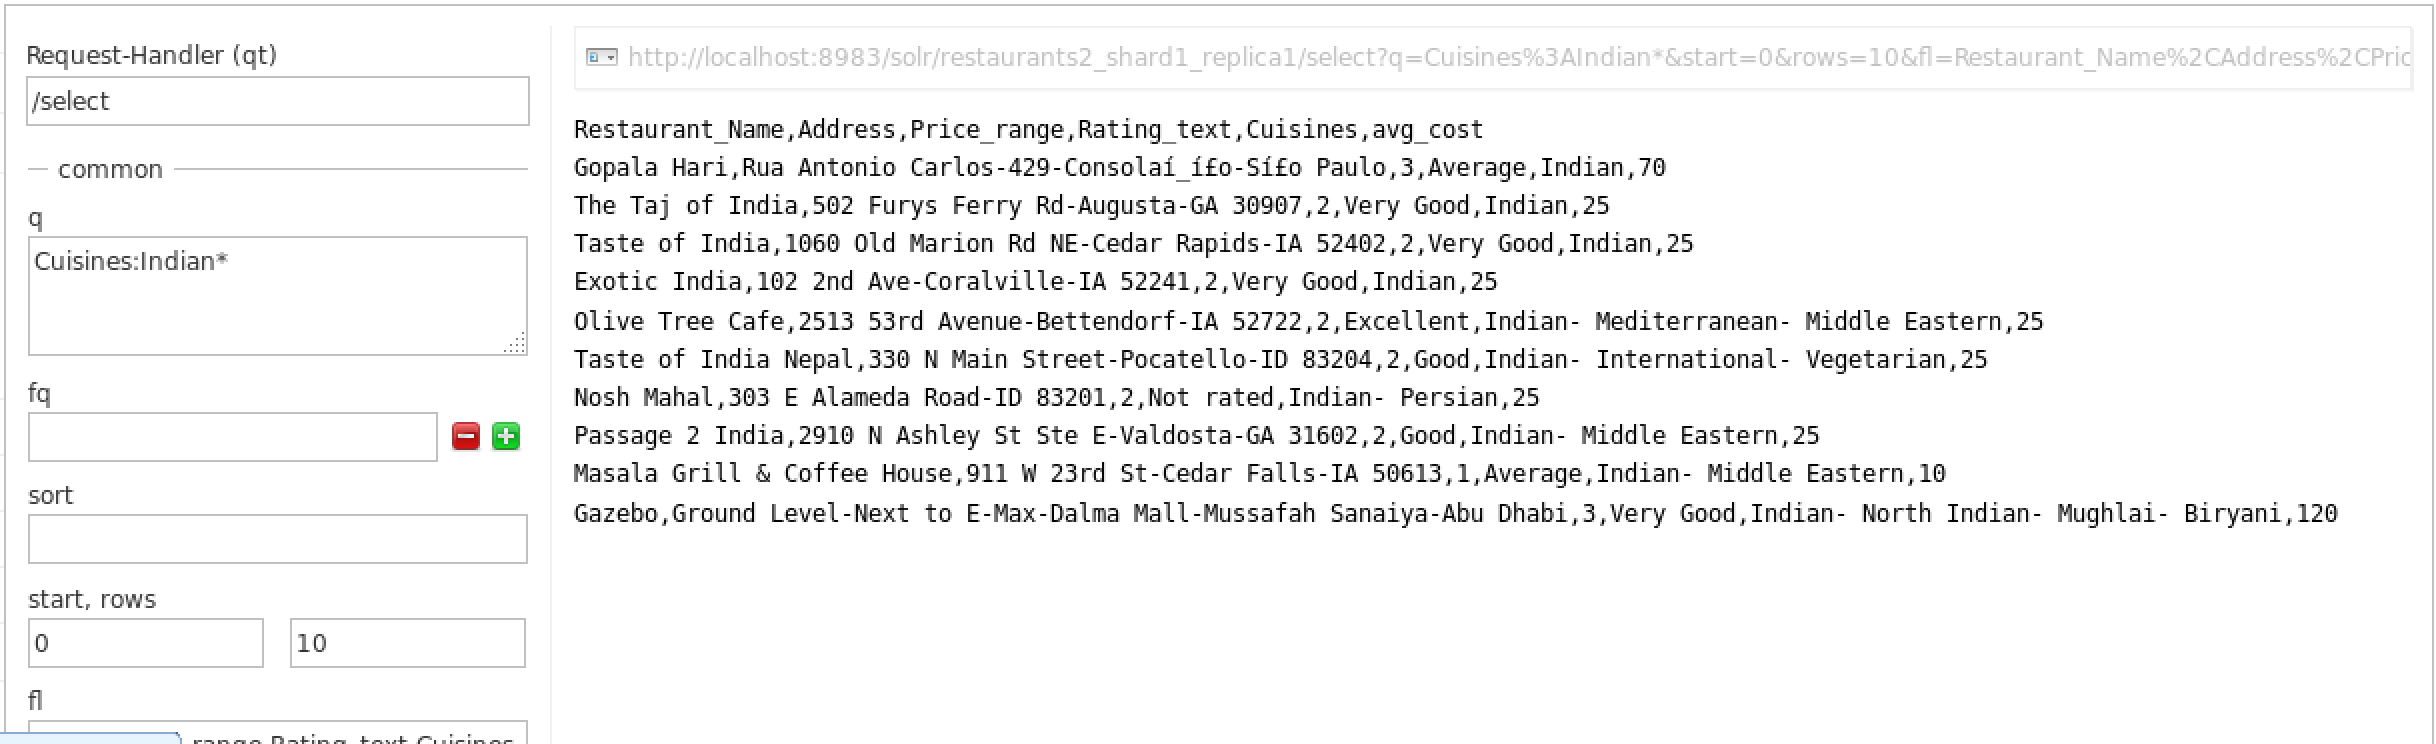 Request-Handler (qt)
/select
common
q
Cuisines:Indian*
fq
sort
start, rows
0 10
fl
range,Rating_text,Cuisines,
http://localhost:8983/solr/restaurants2_shard1_replica1/select?q=Cuisines%3AIndian*&start=0&rows=10&fl=Restaurant_Name%2CAddress%2CPric
Restaurant_Name,Address,Price_range,Rating_text,Cuisines,avg_cost
Gopala Hari,Rua Antonio Carlos-429-Consolaí_í£o-Sí£o Paulo,3,Average,Indian,70
The Taj of India,502 Furys Ferry Rd-Augusta-GA 30907,2,Very Good,Indian,25
Taste of India,1060 Old Marion Rd NE-Cedar Rapids-IA 52402,2,Very Good,Indian,25
Exotic India,102 2nd Ave-Coralville-IA 52241,2,Very Good,Indian,25
Olive Tree Cafe,2513 53rd Avenue-Bettendorf-IA 52722,2,Excellent,Indian- Mediterranean- Middle Eastern,25
Taste of India Nepal,330 N Main Street-Pocatello-ID 83204,2,Good,Indian- International- Vegetarian,25
Nosh Mahal,303 E Alameda Road-ID 83201,2,Not rated,Indian- Persian,25
Passage 2 India,2910 N Ashley St Ste E-Valdosta-GA 31602,2,Good,Indian- Middle Eastern,25
Masala Grill & Coffee House,911 W 23rd St-Cedar Falls-IA 50613,1,Average,Indian- Middle Eastern,10
Gazebo,Ground Level-Next to E-Max-Dalma Mall-Mussafah Sanaiya-Abu Dhabi,3,Very Good,Indian- North Indian- Mughlai- Biryani,120